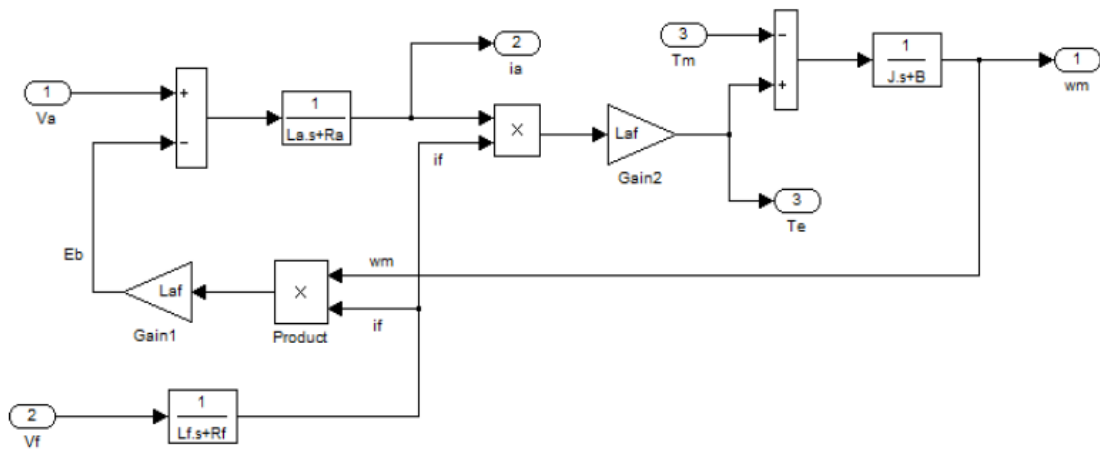 2
ia
3
Tm
−
+
1
J.s+B
1
wm
1
Va
+
−
1
La.s+Ra
if
×
Laf
Gain2
3
Te
Eb
Laf
Gain1
×
Product
wm
if
2
Vf
1
Lf.s+Rf